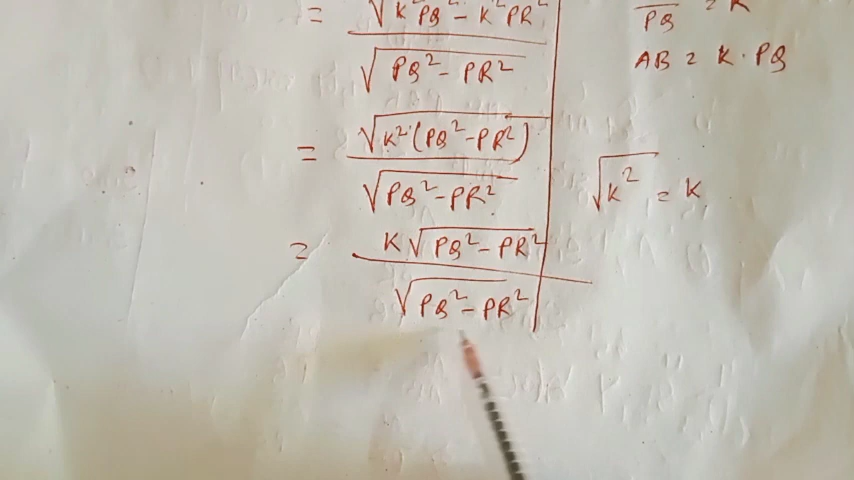 = √K²PQ² - K²PR² / √PQ² - PR²
= √K²(PQ² - PR²) / √PQ² - PR²
= K√PQ² - PR² / √PQ² - PR²
/PQ = K
AB = K · PQ
√K² = K